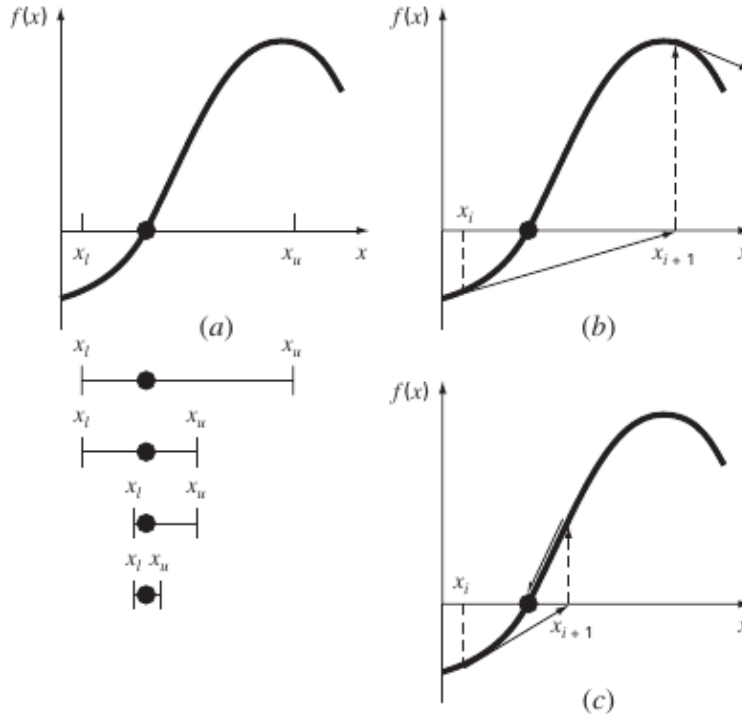 f(x)
x_l
x_u
x
(a)
x_l
x_u
x_l
x_u
x_l
x_u
x_l x_u
f(x)
x_i
x_{i+1}
(b)
f(x)
x_i
x_{i+1}
(c)